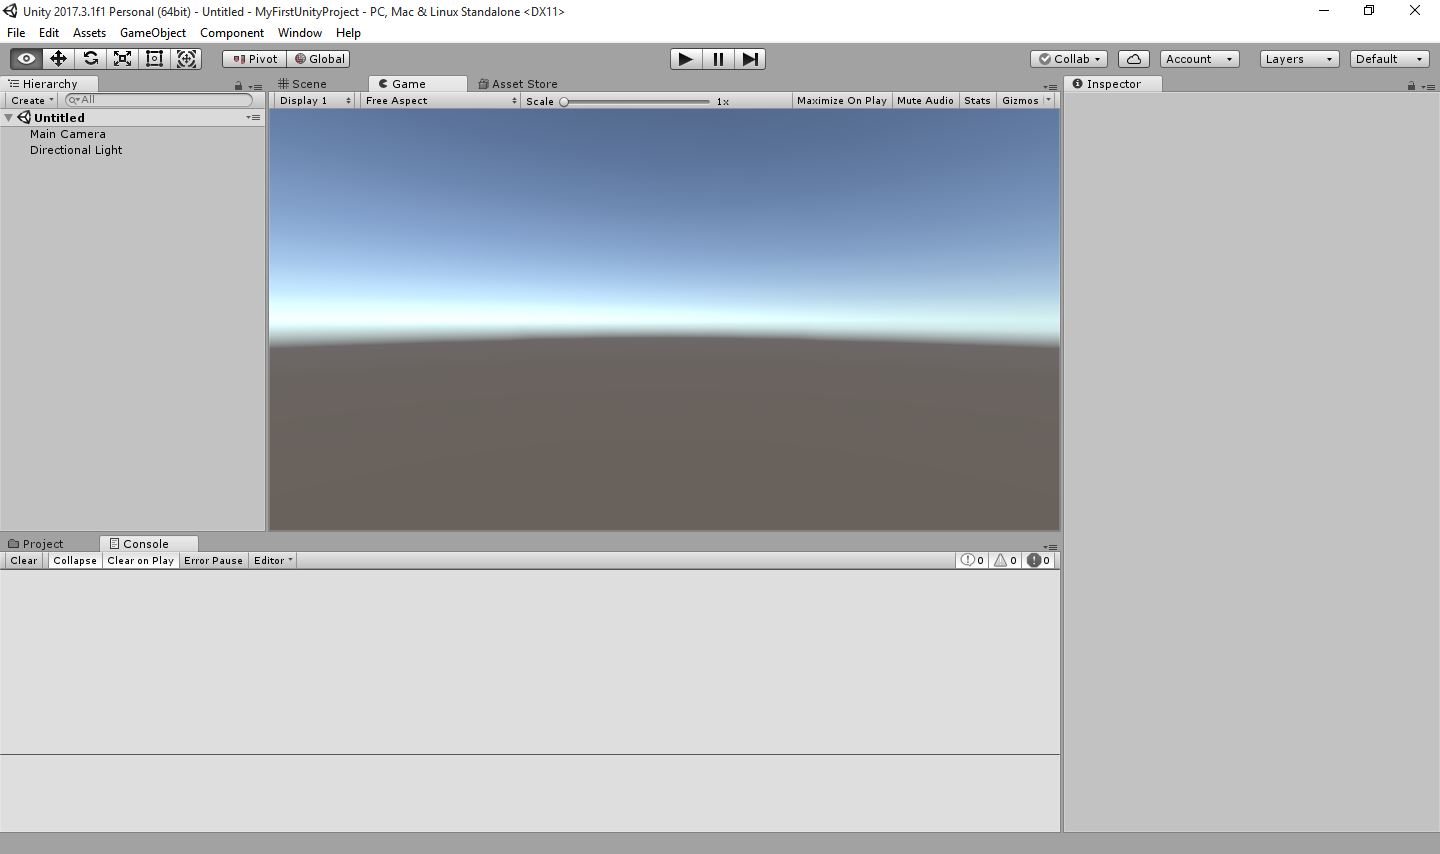 Unity 2017.3.1f1 Personal (64bit) - Untitled - MyFirstUnityProject - PC, Mac & Linux Standalone <DX11>
File Edit Assets GameObject Component Window Help
Pivot Global Collab Account Layers Default
Hierarchy Scene Game Asset Store Inspector
Create All Display 1 Free Aspect Scale 1x Maximize On Play Mute Audio Stats Gizmos
Untitled
Main Camera
Directional Light
Project Console
Clear Collapse Clear on Play Error Pause Editor 0 0 0